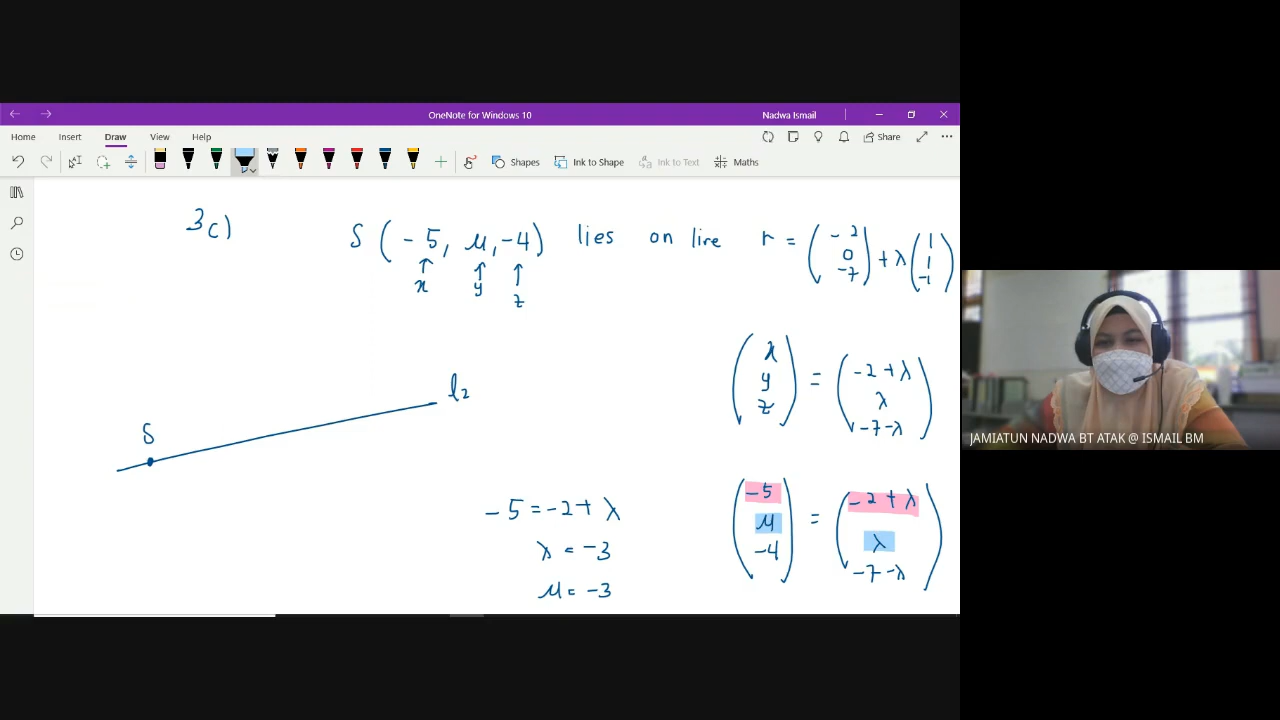 OneNote for Windows 10
Nadwa Ismail
Home Insert Draw View Help
Share
Shapes Ink to Shape Ink to Text Maths
3c) S (-5, μ, -4) lies on line r = (-2 0 -7) + λ (1 1 -1)
x y z
(x y z) = (-2+λ λ -7-λ)
l₂
S
(-5 μ -4) = (-2+λ λ -7-λ)
-5 = -2+λ
λ = -3
μ = -3
JAMIATUN NADWA BT ATAK @ ISMAIL BM